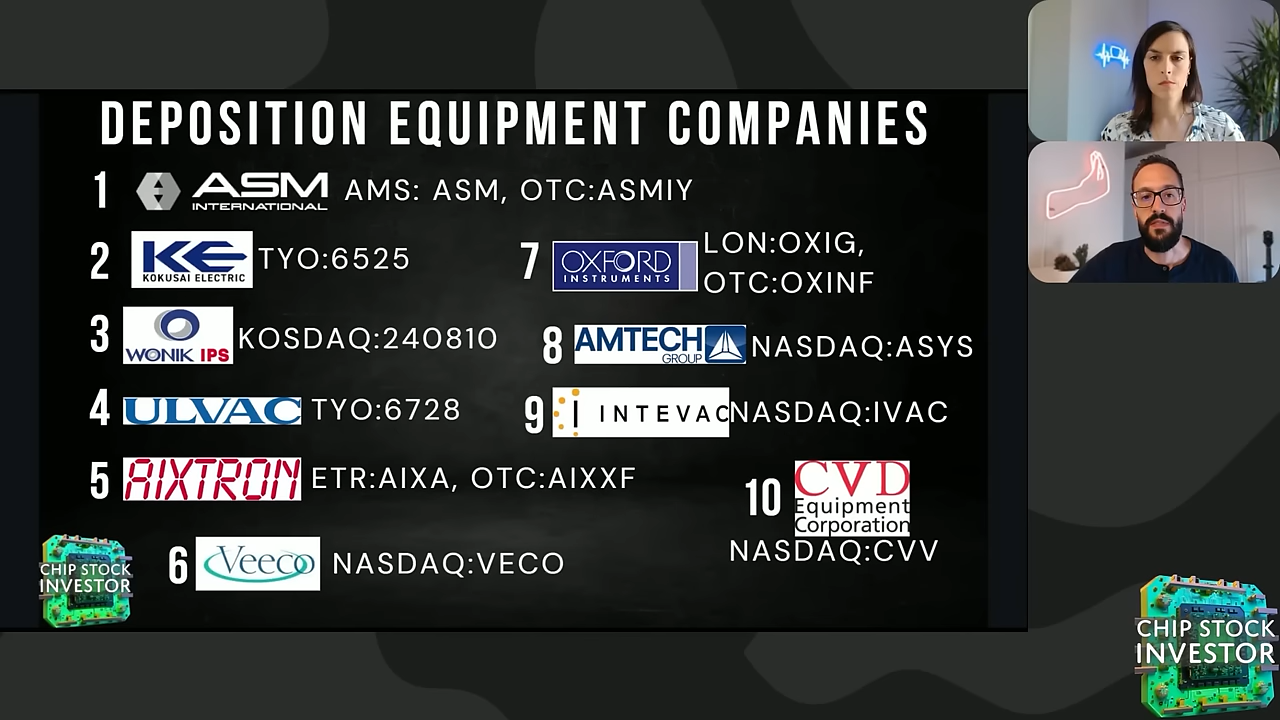 DEPOSITION EQUIPMENT COMPANIES
1 ASM INTERNATIONAL AMS: ASM, OTC:ASMIY
2 KE KOKUSAI ELECTRIC TYO:6525
3 WONIK IPS KOSDAQ:240810
4 ULVAC TYO:6728
5 AIXTRON ETR:AIXA, OTC:AIXXF
6 Veeco NASDAQ:VECO
7 OXFORD INSTRUMENTS LON:OXIG,
OTC:OXINF
8 AMTECH GROUP NASDAQ:ASYS
9 INTEVAC NASDAQ:IVAC
10 CVD
Equipment
Corporation
NASDAQ:CVV
CHIP STOCK
INVESTOR
CHIP STOCK
INVESTOR